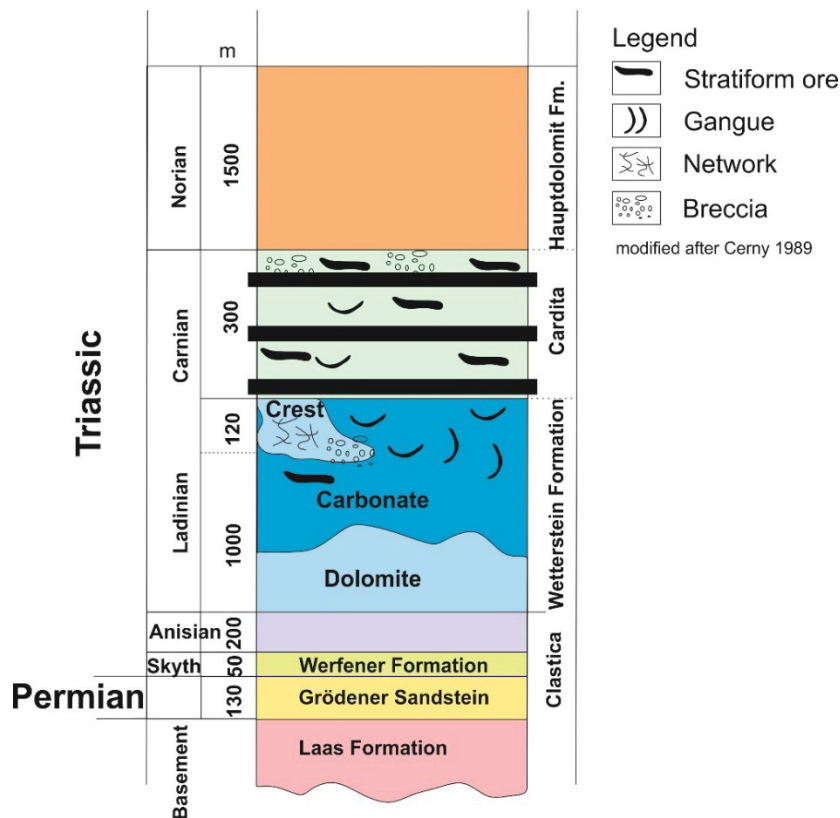 m
Legend
Stratiform ore
Gangue
Network
Breccia
modified after Cerny 1989
Triassic
Permian
Norian
Carnian
Ladinian
Anisian
Skyth
Basement
1500
300
120
1000
200
50
130
Crest
Carbonate
Dolomite
Werfener Formation
Grödener Sandstein
Laas Formation
Hauptdolomit Fm.
Cardita
Wetterstein Formation
Clastica